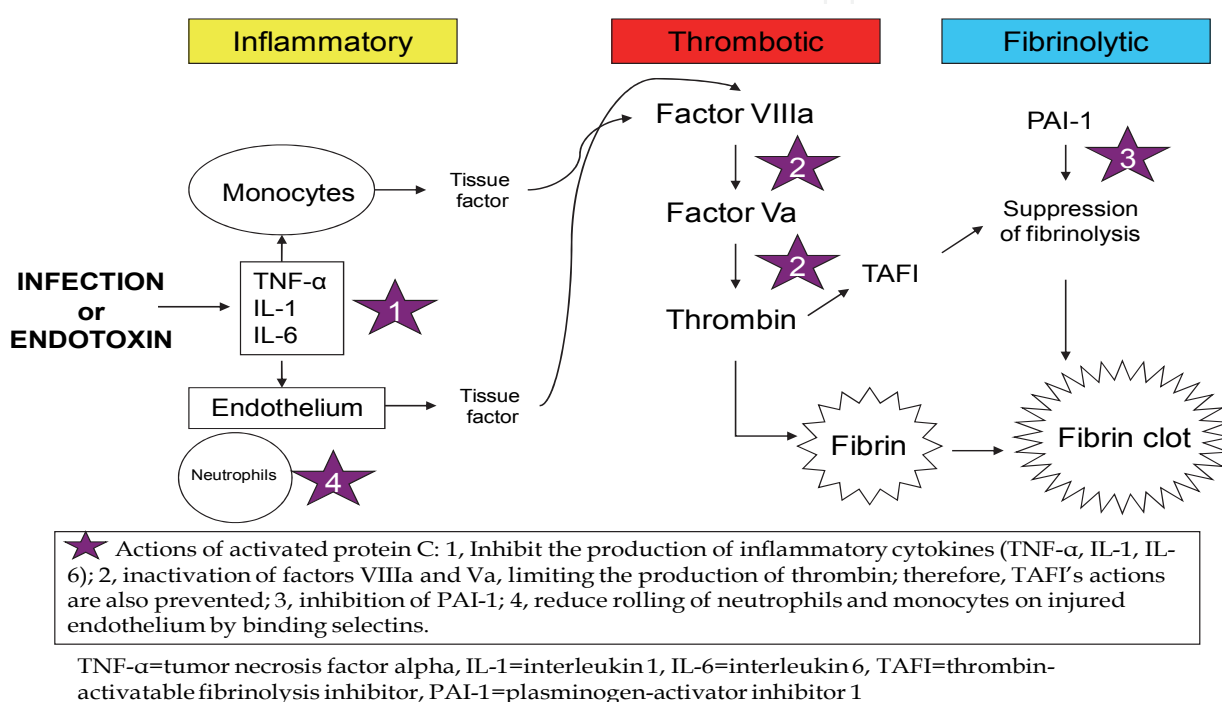 Inflammatory
Thrombotic
Fibrinolytic
Factor VIIIa
PAI-1
2
3
Monocytes
Tissue
factor
Factor Va
Suppression
of fibrinolysis
INFECTION
or
ENDOTOXIN
TNF-α
IL-1
IL-6
1
2
TAFI
Thrombin
Endothelium
Tissue
factor
Fibrin
Fibrin clot
Neutrophils
4
Actions of activated protein C: 1, Inhibit the production of inflammatory cytokines (TNF-α, IL-1, IL-
6); 2, inactivation of factors VIIIa and Va, limiting the production of thrombin; therefore, TAFI's actions
are also prevented; 3, inhibition of PAI-1; 4, reduce rolling of neutrophils and monocytes on injured
endothelium by binding selectins.
TNF-α=tumor necrosis factor alpha, IL-1=interleukin 1, IL-6=interleukin 6, TAFI=thrombin-
activatable fibrinolysis inhibitor, PAI-1=plasminogen-activator inhibitor 1